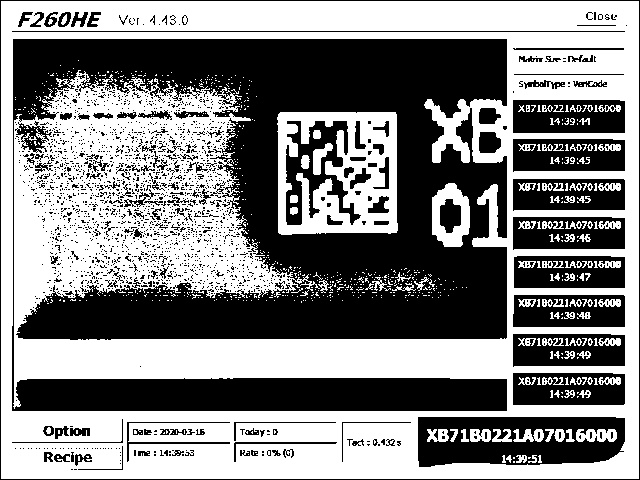 F260HE Ver. 4.43.0
Close
Matrix Size : Default
SymbolType : VeriCode
XB
01
XB71B0221A07016000
14:39:44
XB71B0221A07016000
14:39:45
XB71B0221A07016000
14:39:45
XB71B0221A07016000
14:39:46
XB71B0221A07016000
14:39:47
XB71B0221A07016000
14:39:48
XB71B0221A07016000
14:39:49
XB71B0221A07016000
14:39:49
Option
Recipe
Date : 2020-03-16
Time : 14:39:53
Today : 0
Rate : 0% (0)
Tact : 0.432 s
XB71B0221A07016000
14:39:51